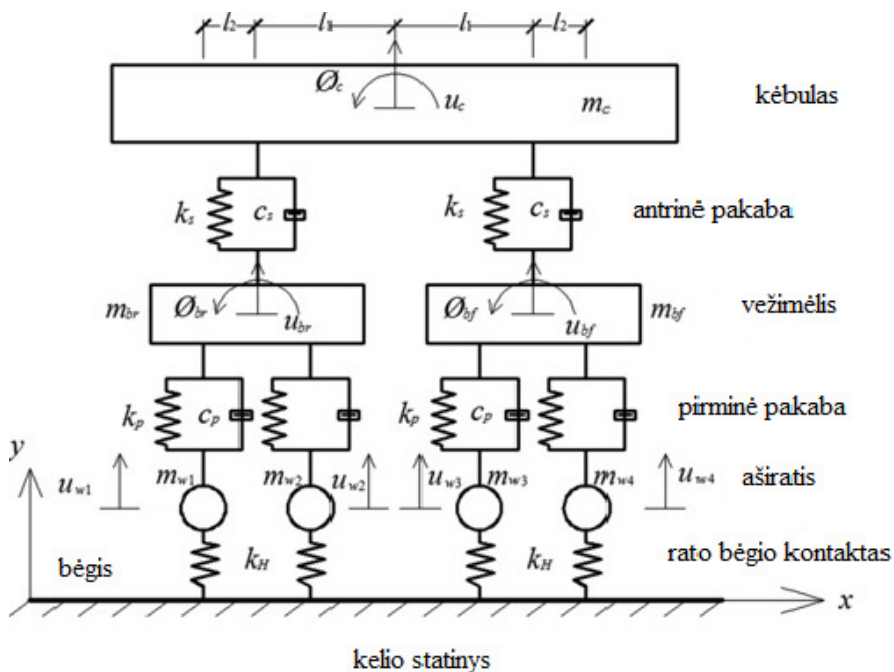 l₂ l₁ l₁ l₂
Øc uc mc kėbulas
ks cs ks cs antrinė pakaba
mbr Øbr ubr Øbf ubf mbf vežimėlis
kp cp kp cp pirminė pakaba
y
uw1 mw1 mw2 uw2 uw3 mw3 mw4 uw4 aširatis
bėgis kH kH rato bėgio kontaktas
x
kelio statinys